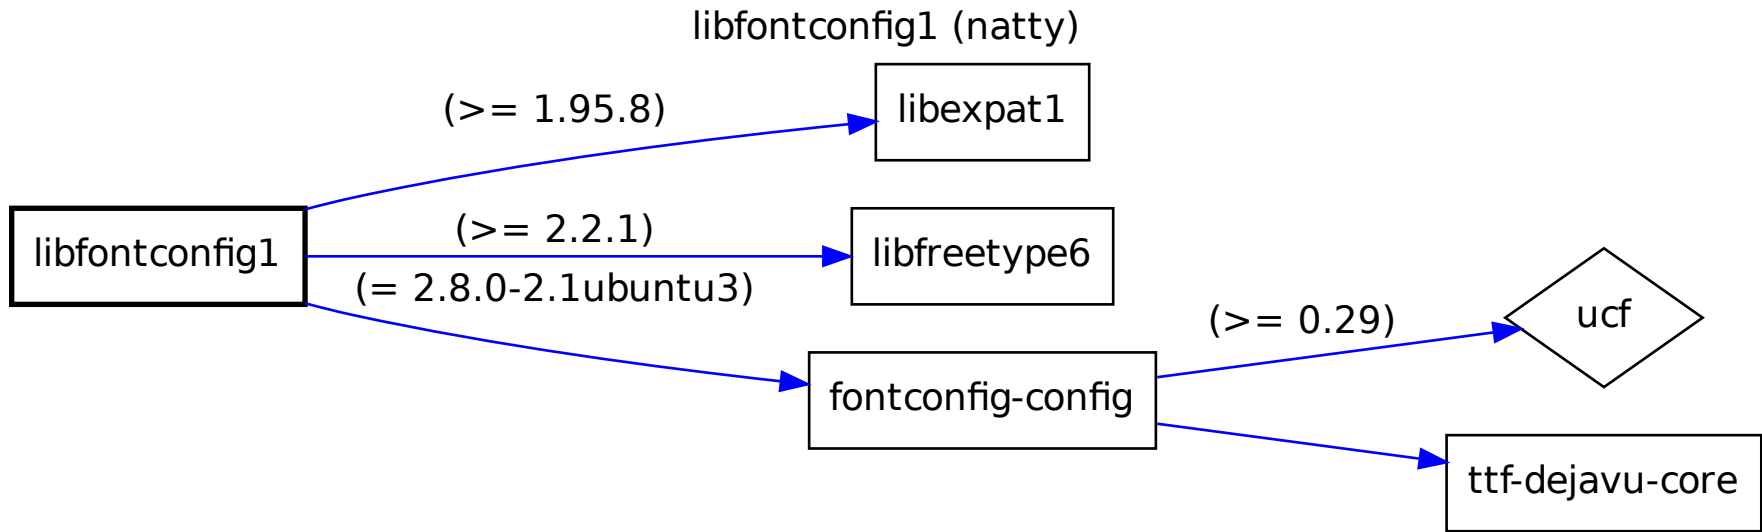 libfontconfig1 (natty)
(>= 1.95.8)
libexpat1
libfontconfig1
(>= 2.2.1)
libfreetype6
(= 2.8.0-2.1ubuntu3)
fontconfig-config
(>= 0.29)
ucf
ttf-dejavu-core